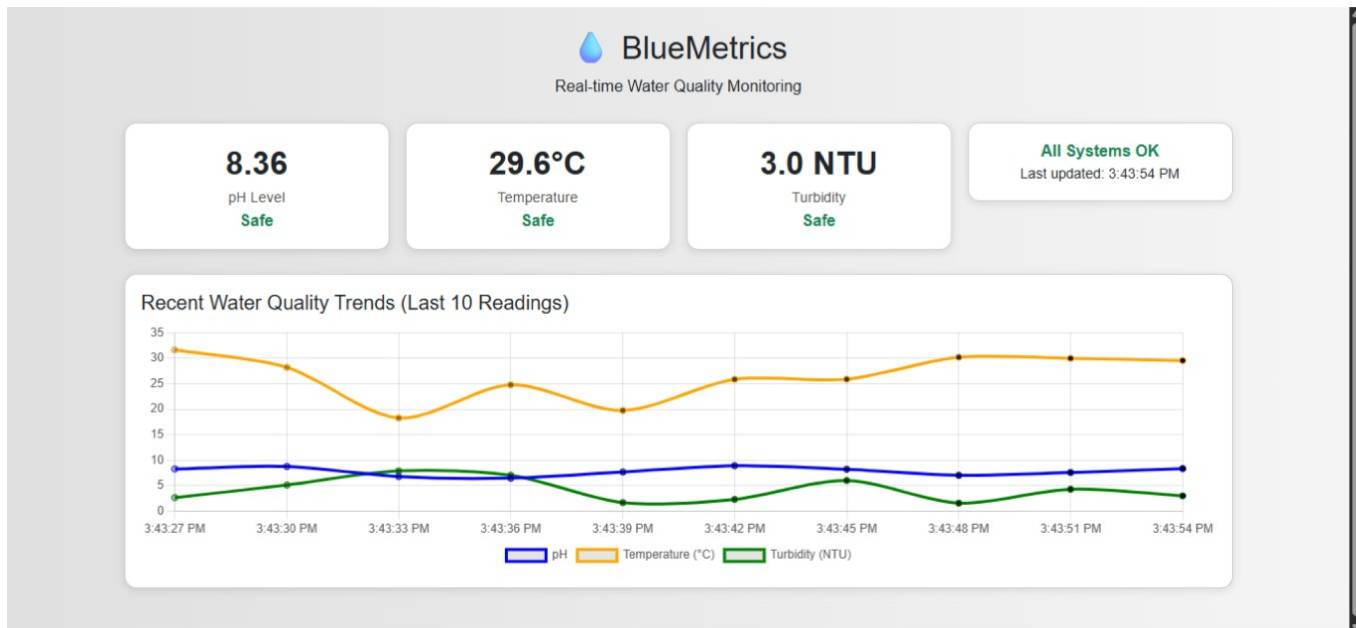 BlueMetrics
Real-time Water Quality Monitoring
8.36
pH Level
Safe
29.6°C
Temperature
Safe
3.0 NTU
Turbidity
Safe
All Systems OK
Last updated: 3:43:54 PM
Recent Water Quality Trends (Last 10 Readings)
35
30
25
20
15
10
5
0
3:43:27 PM 3:43:30 PM 3:43:33 PM 3:43:36 PM 3:43:39 PM 3:43:42 PM 3:43:45 PM 3:43:48 PM 3:43:51 PM 3:43:54 PM
pH Temperature (°C) Turbidity (NTU)